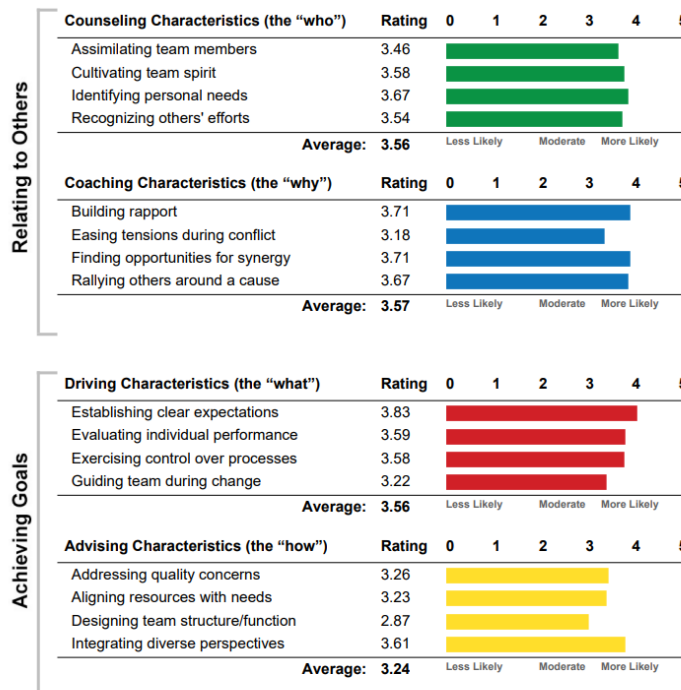 Relating to Others
Counseling Characteristics (the “who”) Rating 0 1 2 3 4 5
Assimilating team members 3.46
Cultivating team spirit 3.58
Identifying personal needs 3.67
Recognizing others' efforts 3.54
Average: 3.56 Less Likely Moderate More Likely
Coaching Characteristics (the “why”) Rating 0 1 2 3 4 5
Building rapport 3.71
Easing tensions during conflict 3.18
Finding opportunities for synergy 3.71
Rallying others around a cause 3.67
Average: 3.57 Less Likely Moderate More Likely
Achieving Goals
Driving Characteristics (the “what”) Rating 0 1 2 3 4 5
Establishing clear expectations 3.83
Evaluating individual performance 3.59
Exercising control over processes 3.58
Guiding team during change 3.22
Average: 3.56 Less Likely Moderate More Likely
Advising Characteristics (the “how”) Rating 0 1 2 3 4 5
Addressing quality concerns 3.26
Aligning resources with needs 3.23
Designing team structure/function 2.87
Integrating diverse perspectives 3.61
Average: 3.24 Less Likely Moderate More Likely